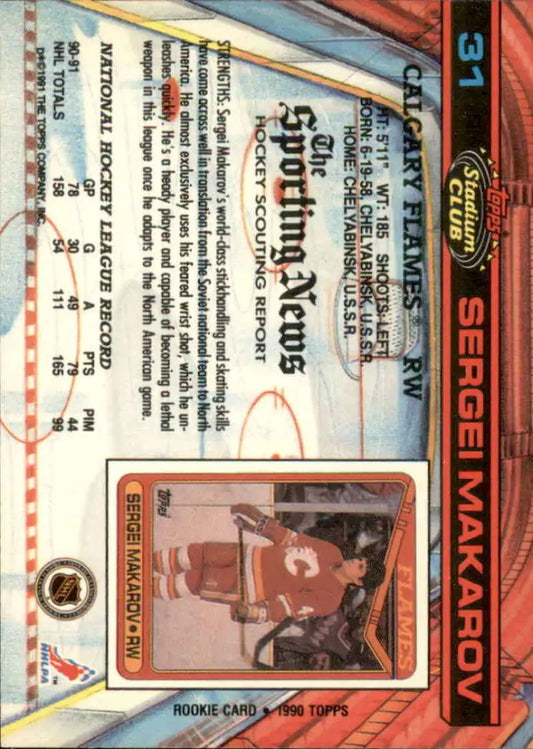 31
Topps
Stadium
CLUB
SERGEI MAKAROV
CALGARY FLAMES® RW
HT: 5'11" WT: 185 SHOOTS: LEFT
BORN: 6-19-58, CHELYABINSK, U.S.S.R.
HOME: CHELYABINSK, U.S.S.R.
The
Sporting News
HOCKEY SCOUTING REPORT
STRENGTHS: Sergei Makarov's world-class stickhandling and skating skills
have come across well in translation from the Soviet national team to North
America. He almost exclusively uses his feared wrist shot, which he un-
leashes quickly. He's a heady player and capable of becoming a lethal
weapon in this league once he adapts to the North American game.
NATIONAL HOCKEY LEAGUE RECORD
GP G A PTS PIM
90-91 78 30 49 79 44
NHL TOTALS 158 54 111 165 99
D*©1991 THE TOPPS COMPANY, INC.
FLAMES
TOPPS
SERGEI MAKAROV • RW
ROOKIE CARD • 1990 TOPPS
NHL
NHLPA
TM